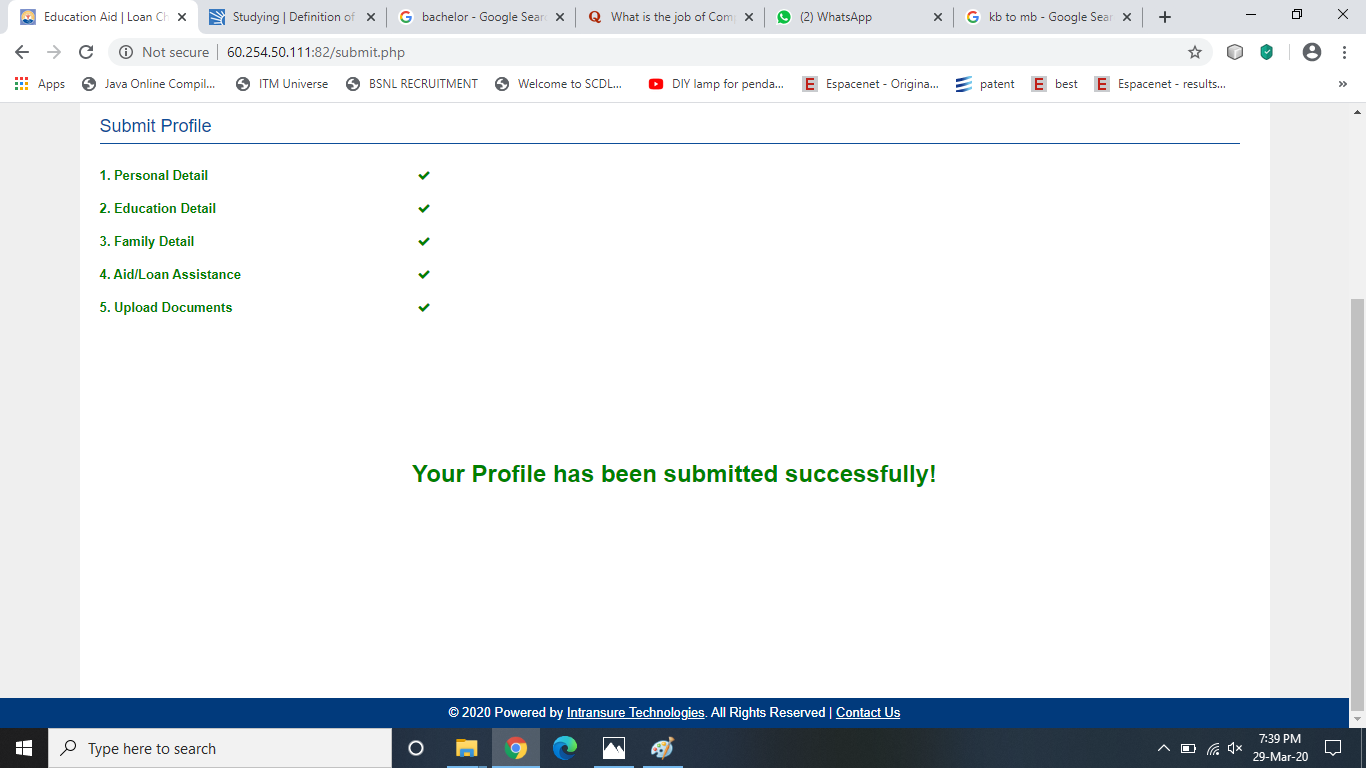 Education Aid | Loan Ch
Studying | Definition of
bachelor - Google Sear
What is the job of Com
(2) WhatsApp
kb to mb - Google Sear
Not secure | 60.254.50.111:82/submit.php
Apps
Java Online Compil...
ITM Universe
BSNL RECRUITMENT
Welcome to SCDL...
DIY lamp for penda...
Espacenet - Origina...
patent
best
Espacenet - results...
Submit Profile
1. Personal Detail ✔
2. Education Detail ✔
3. Family Detail ✔
4. Aid/Loan Assistance ✔
5. Upload Documents ✔
Your Profile has been submitted successfully!
© 2020 Powered by Intransure Technologies. All Rights Reserved | Contact Us
Type here to search
7:39 PM
29-Mar-20